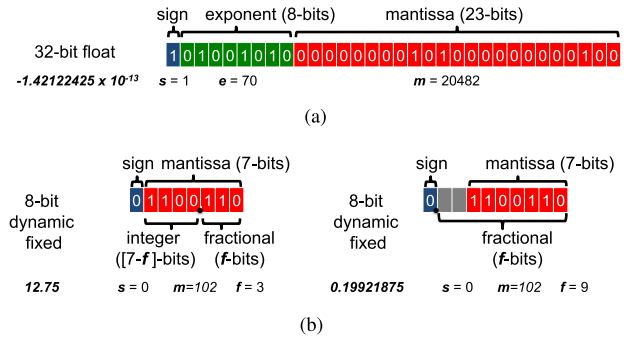 sign exponent (8-bits) mantissa (23-bits)
32-bit float 1 0 1 0 0 1 0 1 0 0 0 0 0 0 0 0 1 0 1 0 0 0 0 0 0 0 0 0 0 1 0 0
-1.42122425 x 10⁻¹³ s = 1 e = 70 m = 20482
(a)
sign mantissa (7-bits)
8-bit dynamic fixed
0 1 1 0 0 1 1 0
integer ([7-f]-bits)
fractional (f-bits)
12.75 s = 0 m=102 f = 3
sign mantissa (7-bits)
8-bit dynamic fixed
0 1 1 0 0 1 1 0
fractional (f-bits)
0.19921875 s = 0 m=102 f = 9
(b)